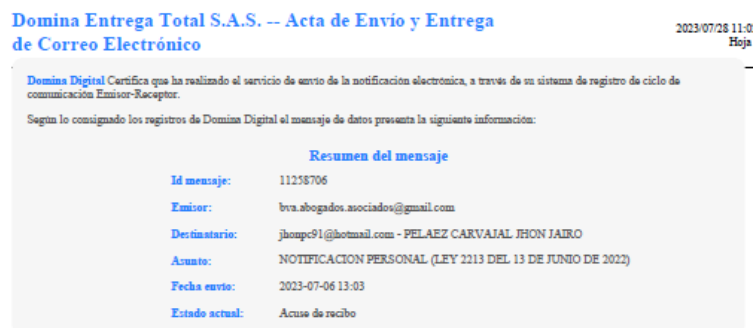 Domina Entrega Total S.A.S. -- Acta de Envío y Entrega
de Correo Electrónico
2023/07/28 11:0
Hoja
Domina Digital Certifica que ha realizado el servicio de envío de la notificación electrónica, a través de su sistema de registro de ciclo de
comunicación Emisor-Receptor.
Según lo consignado los registros de Domina Digital el mensaje de datos presenta la siguiente información:
Resumen del mensaje
Id mensaje: 11258706
Emisor: bva.abogados.asociados@gmail.com
Destinatario: jhonpc91@hotmail.com - PELAEZ CARVAJAL JHON JAIRO
Asunto: NOTIFICACION PERSONAL (LEY 2213 DEL 13 DE JUNIO DE 2022)
Fecha envío: 2023-07-06 13:03
Estado actual: Acuse de recibo